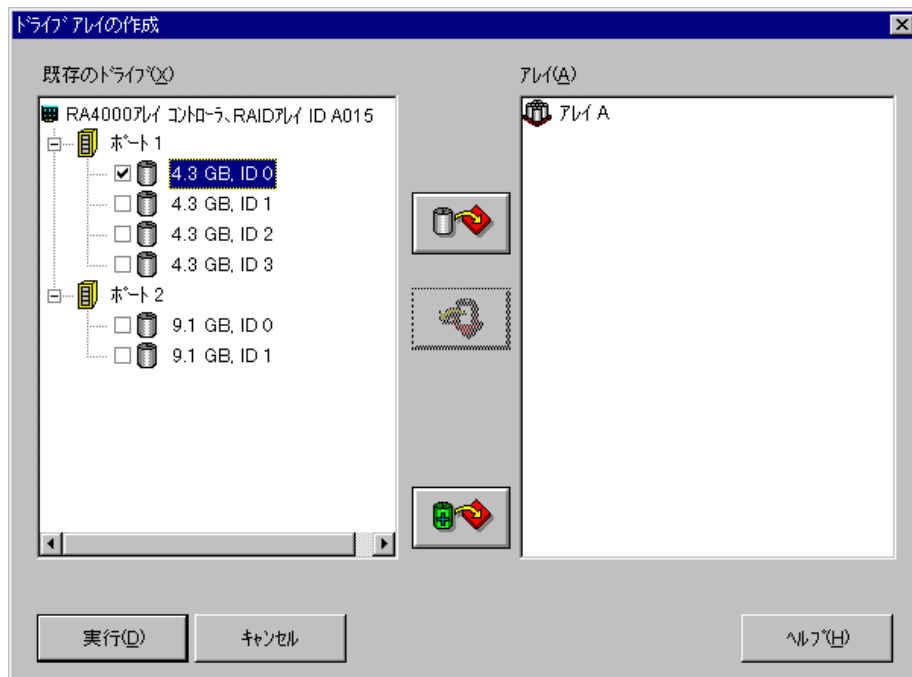 ﾄﾞﾗｲﾌﾞ ｱﾚｲの作成
既存のﾄﾞﾗｲﾌﾞ(X)
RA4000ｱﾚｲ ｺﾝﾄﾛｰﾗ､RAIDｱﾚｲ ID A015
ﾎﾟｰﾄ 1
4.3 GB, ID 0
4.3 GB, ID 1
4.3 GB, ID 2
4.3 GB, ID 3
ﾎﾟｰﾄ 2
9.1 GB, ID 0
9.1 GB, ID 1
ｱﾚｲ(A)
ｱﾚｲ A
実行(D)
ｷｬﾝｾﾙ
ﾍﾙﾌﾟ(H)